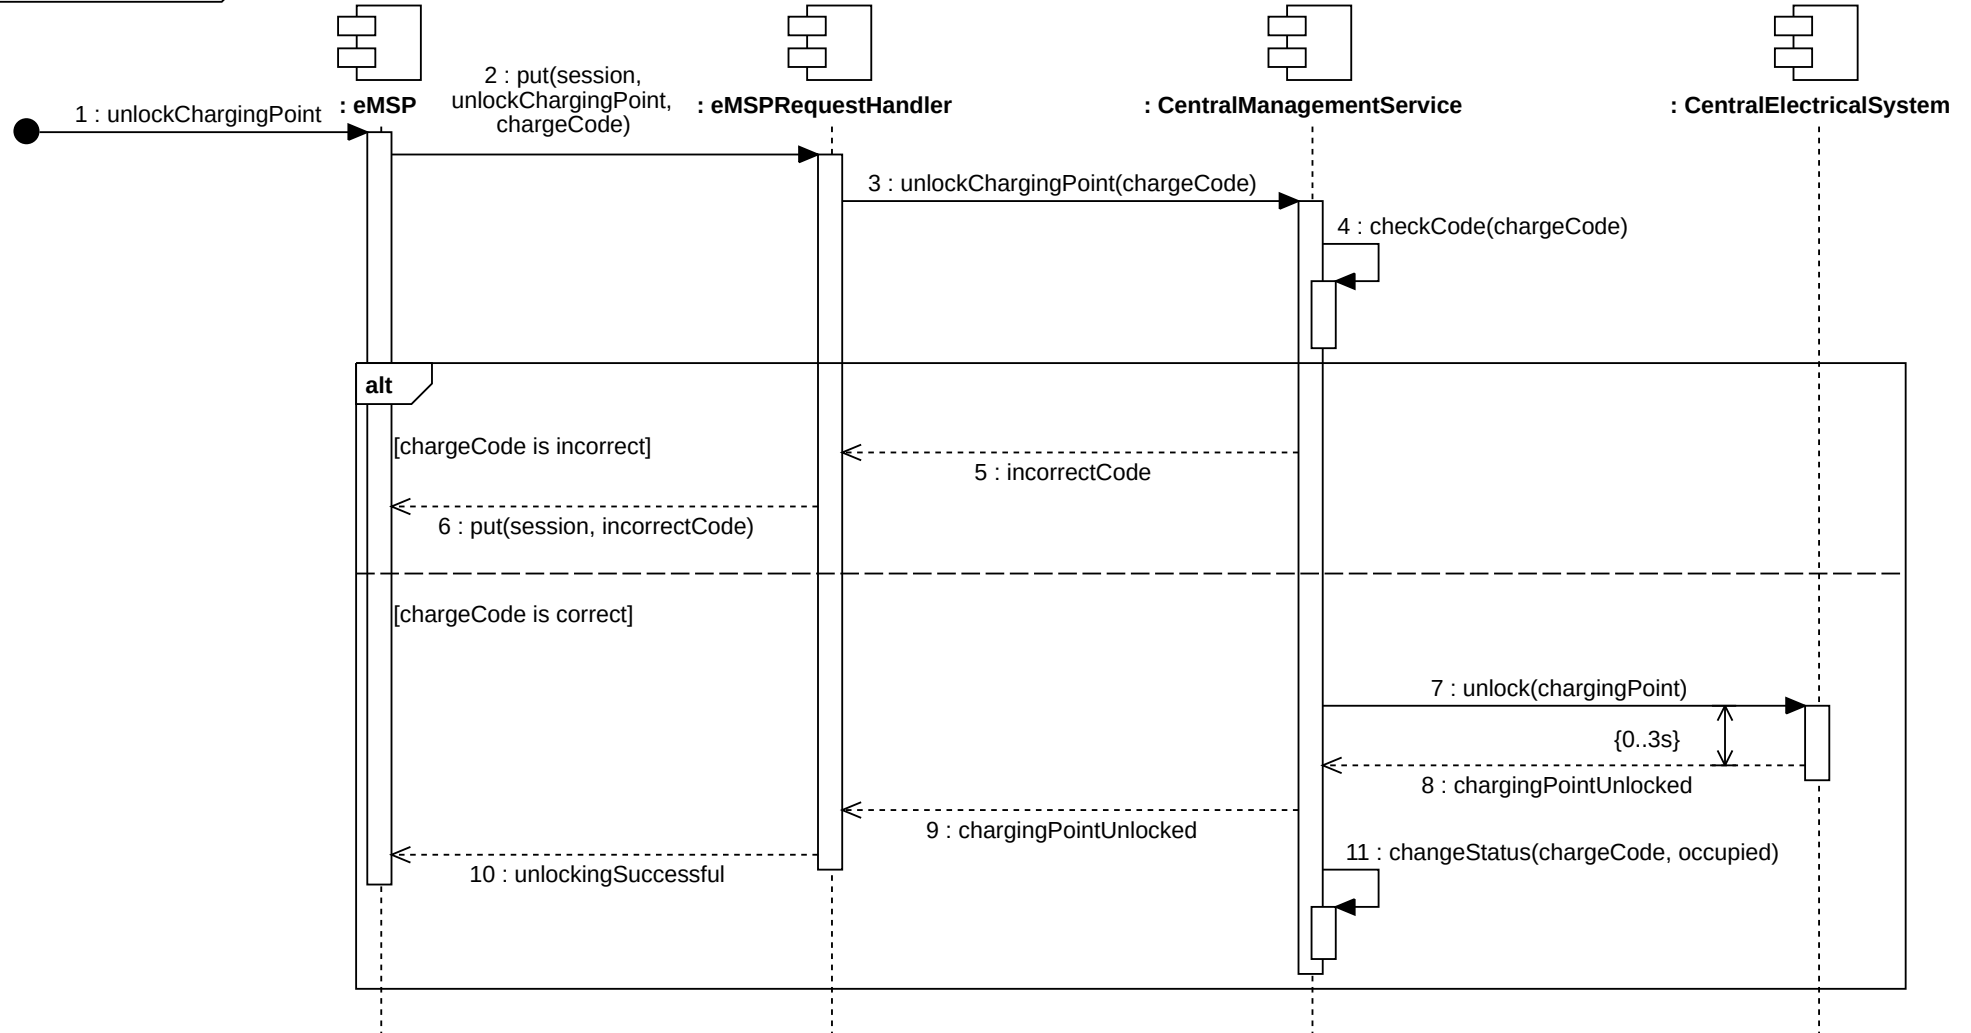 2 : put(session,
unlockChargingPoint,
chargeCode)
: eMSP
: eMSPRequestHandler
: CentralManagementService
: CentralElectricalSystem
1 : unlockChargingPoint
3 : unlockChargingPoint(chargeCode)
4 : checkCode(chargeCode)
alt
[chargeCode is incorrect]
5 : incorrectCode
6 : put(session, incorrectCode)
[chargeCode is correct]
7 : unlock(chargingPoint)
{0..3s}
8 : chargingPointUnlocked
9 : chargingPointUnlocked
11 : changeStatus(chargeCode, occupied)
10 : unlockingSuccessful